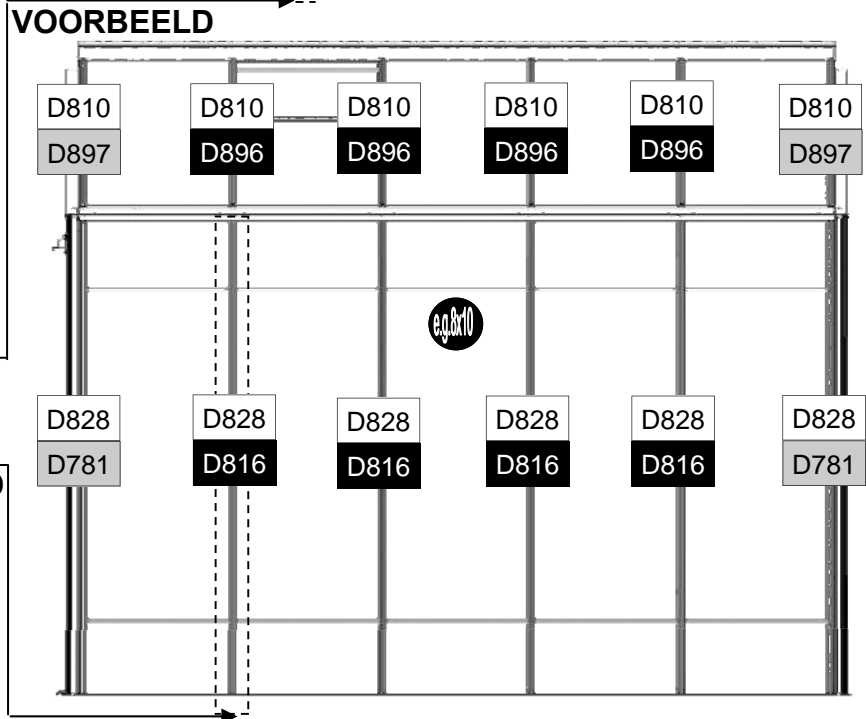 VOORBEELD
D810 D810 D810 D810 D810 D810
D897 D896 D896 D896 D896 D897
e.g.8x10
D828 D828 D828 D828 D828 D828
D781 D816 D816 D816 D816 D781